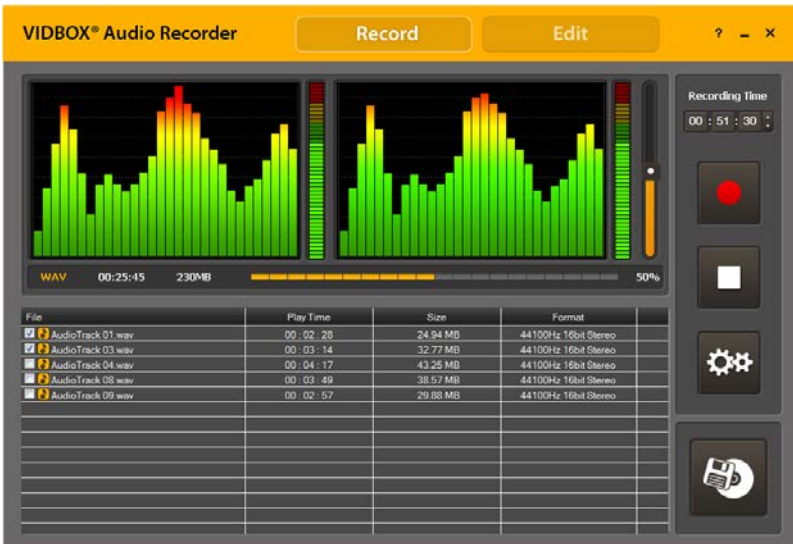 VIDBOX® Audio Recorder Record Edit ? – ×
Recording Time
00 : 51 : 30
WAV 00:25:45 230MB 50%
File Play Time Size Format
AudioTrack 01.wav 00 : 02 : 28 24.94 MB 44100Hz 16bit Stereo
AudioTrack 03.wav 00 : 03 : 14 32.77 MB 44100Hz 16bit Stereo
AudioTrack 04.wav 00 : 04 : 17 43.25 MB 44100Hz 16bit Stereo
AudioTrack 08.wav 00 : 03 : 49 38.57 MB 44100Hz 16bit Stereo
AudioTrack 09.wav 00 : 02 : 57 29.88 MB 44100Hz 16bit Stereo